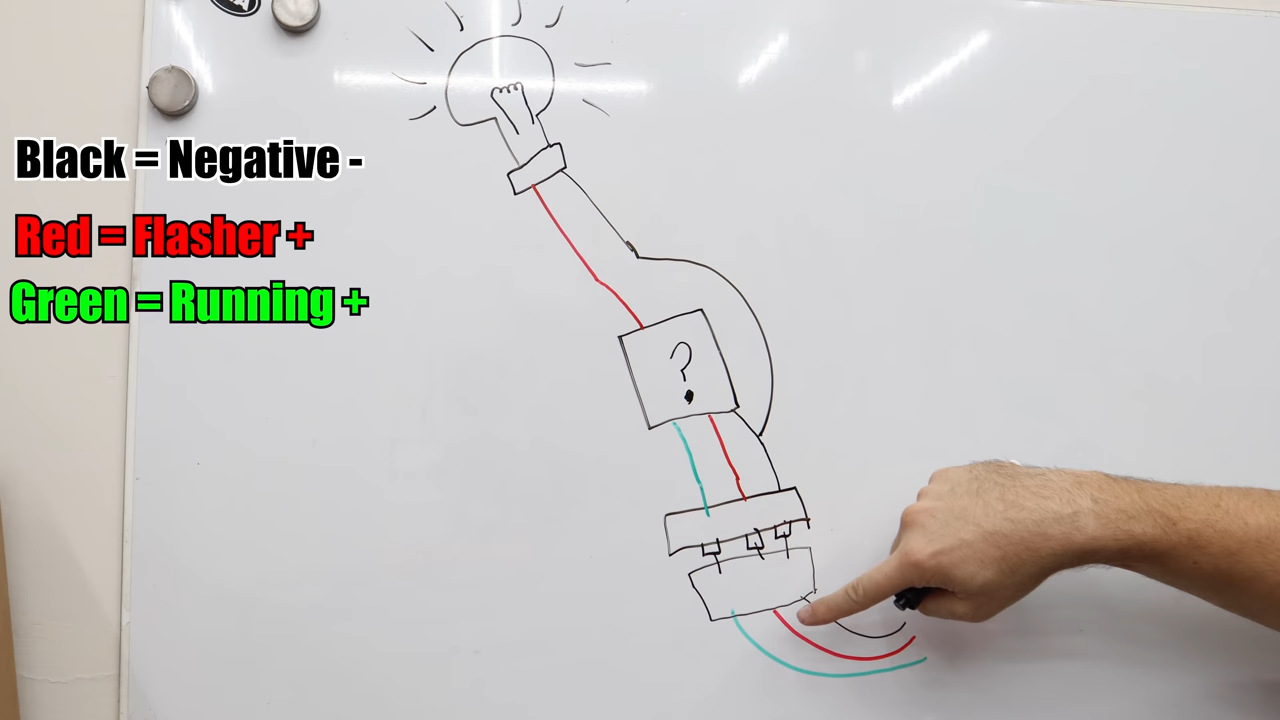 Black = Negative -
Red = Flasher +
Green = Running +
?